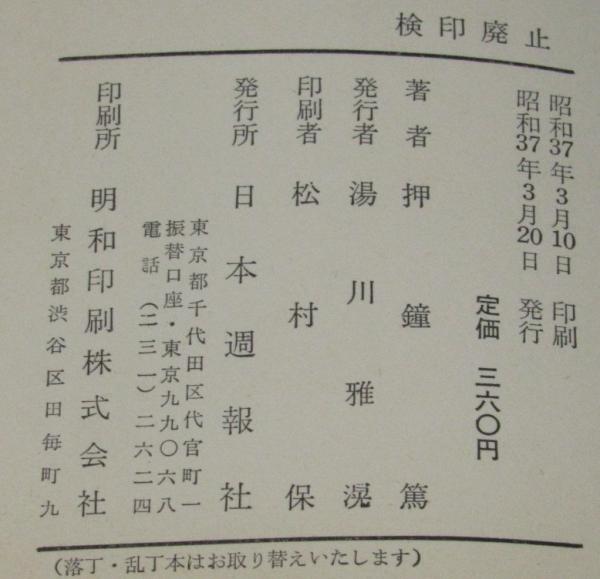 検印廃止
昭和37年3月10日 印刷
昭和37年3月20日 発行
定価 三六〇円
著者 押鐘篤
発行者 湯川雅滉
印刷者 松村保
発行所 日本週報社
東京都千代田区代官町一
振替口座・東京九九〇六八
電話(二三一)二六二四
印刷所 明和印刷株式会社
東京都渋谷区田毎町九
(落丁・乱丁本はお取り替えいたします)